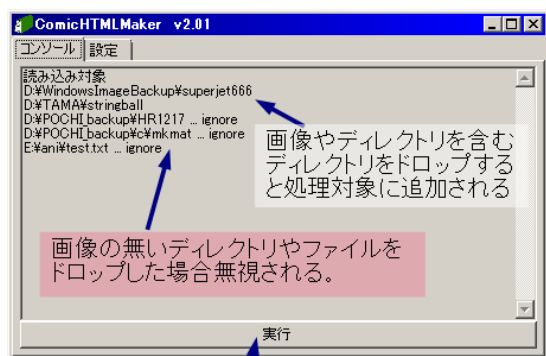 ComicHTMLMaker v2.01
コンソール 設定
読み込み対象
D:¥WindowsImageBackup¥superjet666
D:¥TAMA¥stringball
D:¥POCHI_backup¥HR1217 ... ignore
D:¥POCHI_backup¥c¥mkmat ... ignore
E:¥ani¥test.txt ... ignore
画像やディレクトリを含む
ディレクトリをドロップする
と処理対象に追加される
画像の無いディレクトリやファイルを
ドロップした場合無視される。
実行